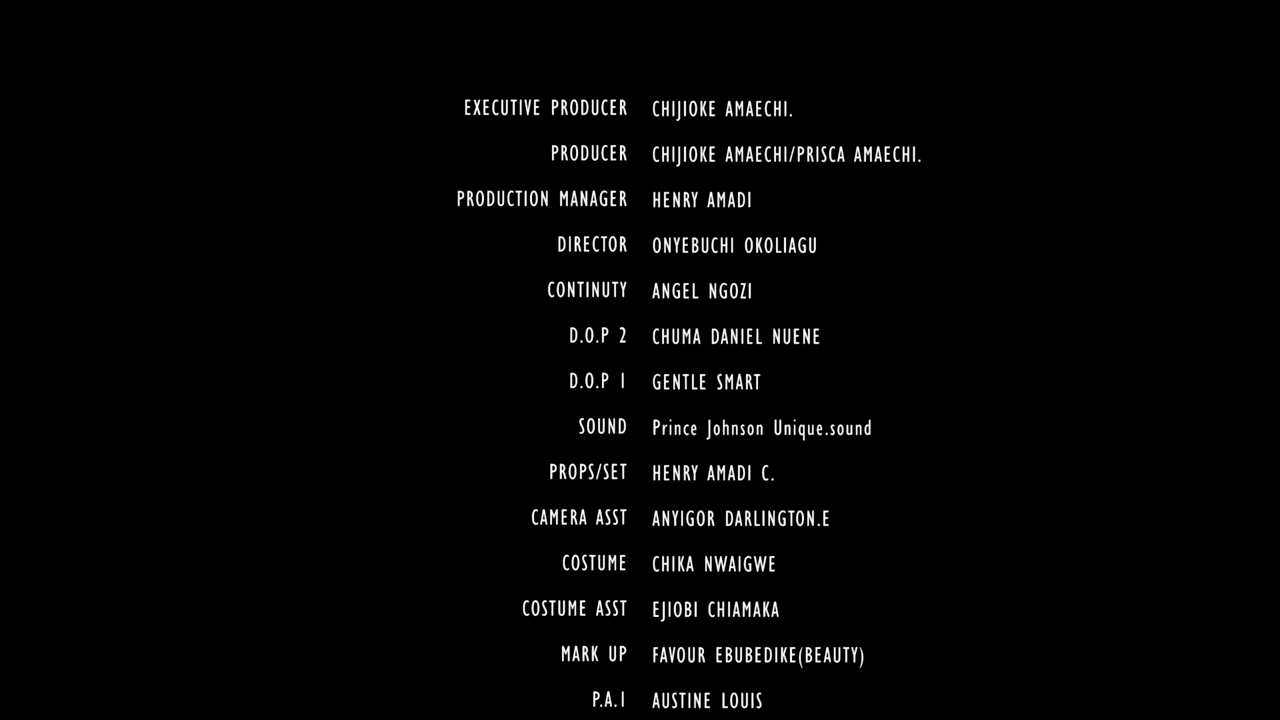 EXECUTIVE PRODUCER CHIJIOKE AMAECHI.
PRODUCER CHIJIOKE AMAECHI/PRISCA AMAECHI.
PRODUCTION MANAGER HENRY AMADI
DIRECTOR ONYEBUCHI OKOLIAGU
CONTINUTY ANGEL NGOZI
D.O.P 2 CHUMA DANIEL NUENE
D.O.P 1 GENTLE SMART
SOUND Prince Johnson Unique.sound
PROPS/SET HENRY AMADI C.
CAMERA ASST ANYIGOR DARLINGTON.E
COSTUME CHIKA NWAIGWE
COSTUME ASST EJIOBI CHIAMAKA
MARK UP FAVOUR EBUBEDIKE(BEAUTY)
P.A.1 AUSTINE LOUIS